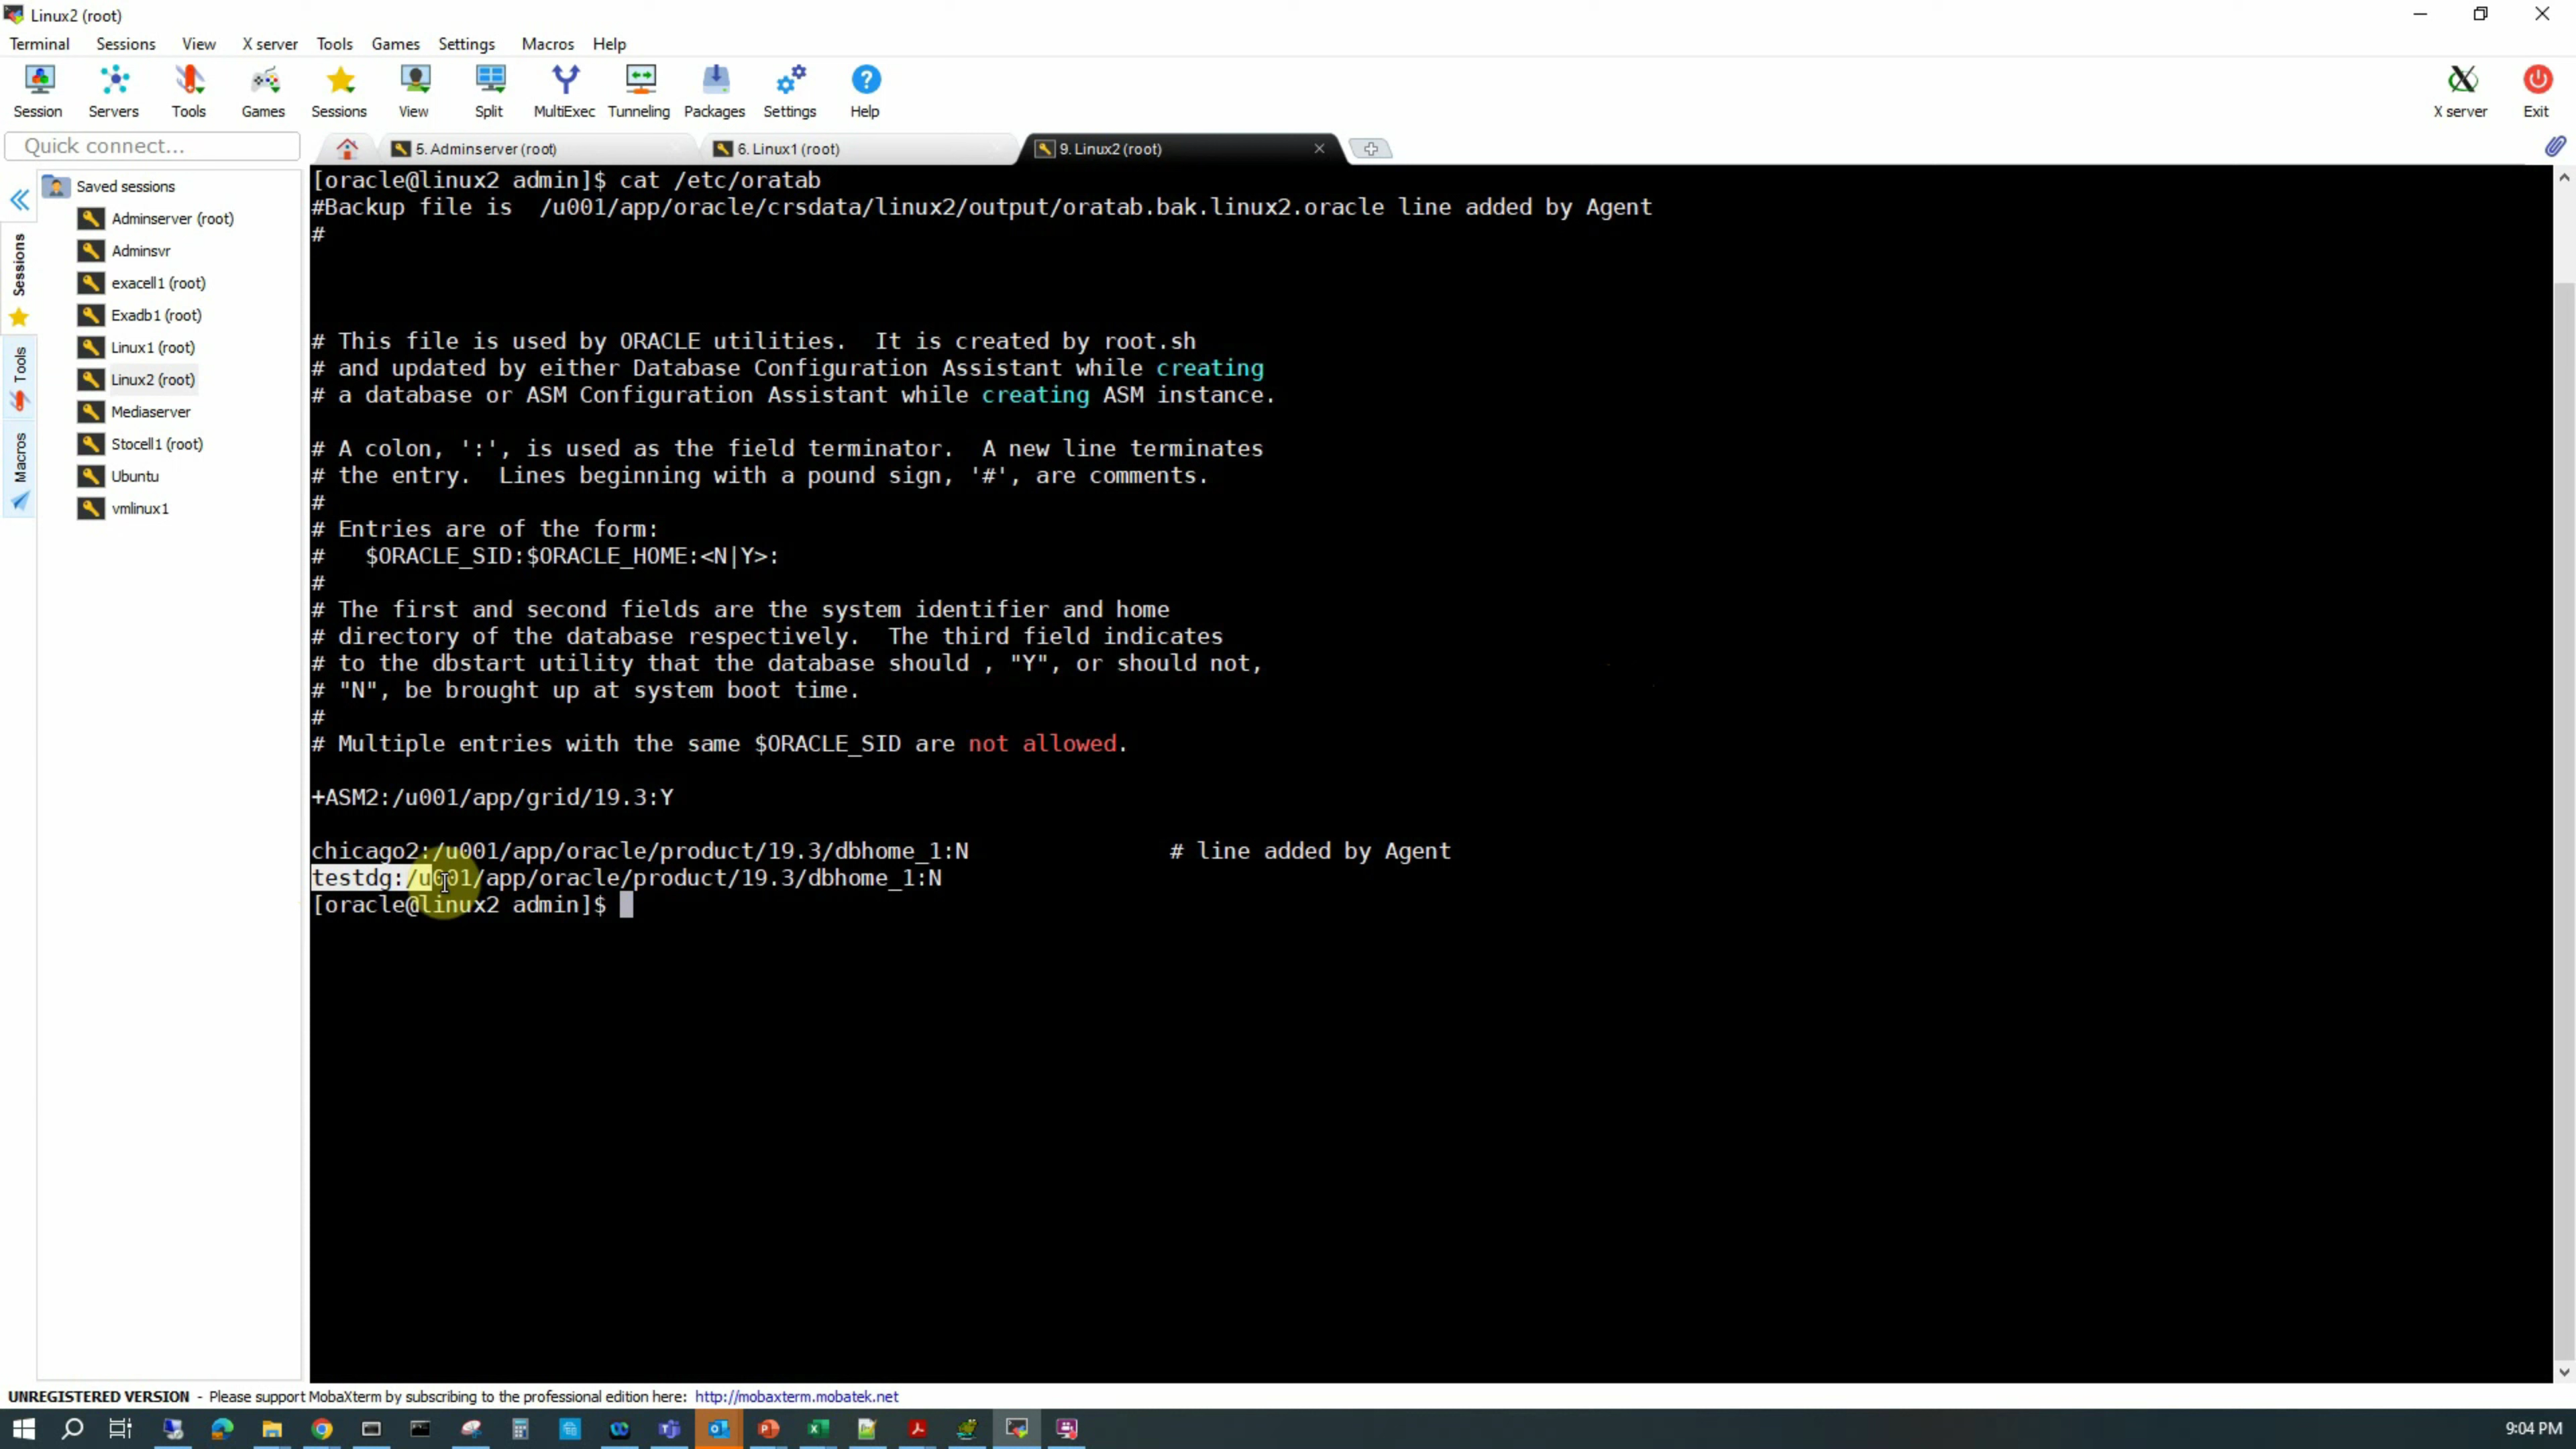 Linux2 (root)
Terminal Sessions View X server Tools Games Settings Macros Help
Session Servers Tools Games Sessions View Split MultiExec Tunneling Packages Settings Help X server Exit
Quick connect...
5. Adminserver (root)
6. Linux1 (root)
9. Linux2 (root)
Sessions
Tools
Macros
Saved sessions
Adminserver (root)
Adminsvr
exacell1 (root)
Exadb1 (root)
Linux1 (root)
Linux2 (root)
Mediaserver
Stocell1 (root)
Ubuntu
vmlinux1
[oracle@linux2 admin]$ cat /etc/oratab
#Backup file is  /u001/app/oracle/crsdata/linux2/output/oratab.bak.linux2.oracle line added by Agent
#
# This file is used by ORACLE utilities.  It is created by root.sh
# and updated by either Database Configuration Assistant while creating
# a database or ASM Configuration Assistant while creating ASM instance.
# A colon, ':', is used as the field terminator.  A new line terminates
# the entry.  Lines beginning with a pound sign, '#', are comments.
#
# Entries are of the form:
#   $ORACLE_SID:$ORACLE_HOME:<N|Y>:
#
# The first and second fields are the system identifier and home
# directory of the database respectively.  The third field indicates
# to the dbstart utility that the database should , "Y", or should not,
# "N", be brought up at system boot time.
#
# Multiple entries with the same $ORACLE_SID are not allowed.
+ASM2:/u001/app/grid/19.3:Y
chicago2:/u001/app/oracle/product/19.3/dbhome_1:N               # line added by Agent
testdg:/u001/app/oracle/product/19.3/dbhome_1:N
[oracle@linux2 admin]$
UNREGISTERED VERSION - Please support MobaXterm by subscribing to the professional edition here: http://mobaxterm.mobatek.net
9:04 PM